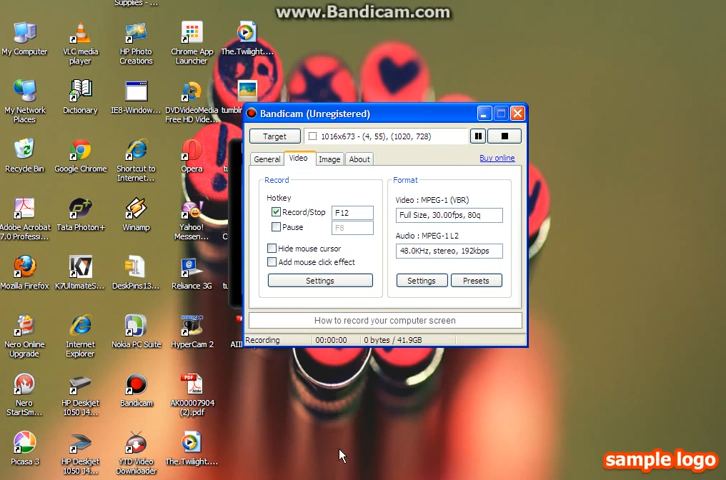 www.Bandicam.com
Supplies - ...
My Computer
VLC media player
HP Photo Creations
Chrome App Launcher
The.Twilight....
My Network Places
Dictionary
IE8-Window...
DVDVideoMedia Free HD Video...
Recycle Bin
Google Chrome
Shortcut to Internet...
Opera
Adobe Acrobat 7.0 Professi...
Tata Photon+
Winamp
Yahoo! Messen...
Mozilla Firefox
K7UltimateS...
DeskPins13...
Reliance 3G
Nero Online Upgrade
Internet Explorer
Nokia PC Suite
HyperCam 2
Nero StartSm...
HP Deskjet 1050 J4...
Bandicam
AK00007904 (2).pdf
Picasa 3
HP Deskjet 1050 J4...
YTD Video Downloader
The.Twilight....
Bandicam (Unregistered)
Target
1016x673 - (4, 55), (1020, 728)
General
Video
Image
About
Buy online
Record
Hotkey
Record/Stop
F12
Pause
F8
Hide mouse cursor
Add mouse click effect
Settings
Format
Video : MPEG-1 (VBR)
Full Size, 30.00fps, 80q
Audio : MPEG-1 L2
48.0KHz, stereo, 192kbps
Settings
Presets
How to record your computer screen
Recording
00:00:00
0 bytes / 41.9GB
sample logo